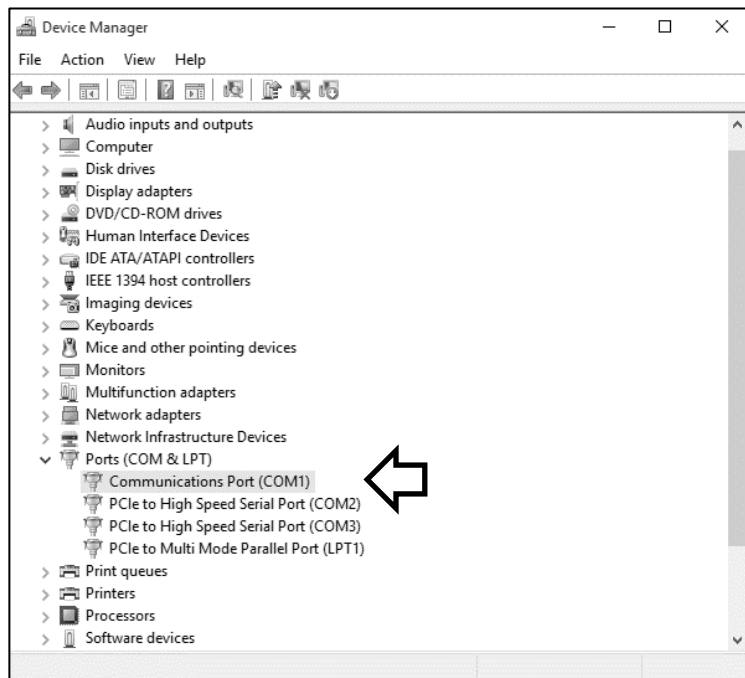 Device Manager
File Action View Help
Audio inputs and outputs
Computer
Disk drives
Display adapters
DVD/CD-ROM drives
Human Interface Devices
IDE ATA/ATAPI controllers
IEEE 1394 host controllers
Imaging devices
Keyboards
Mice and other pointing devices
Monitors
Multifunction adapters
Network adapters
Network Infrastructure Devices
Ports (COM & LPT)
Communications Port (COM1)
PCIe to High Speed Serial Port (COM2)
PCIe to High Speed Serial Port (COM3)
PCIe to Multi Mode Parallel Port (LPT1)
Print queues
Printers
Processors
Software devices